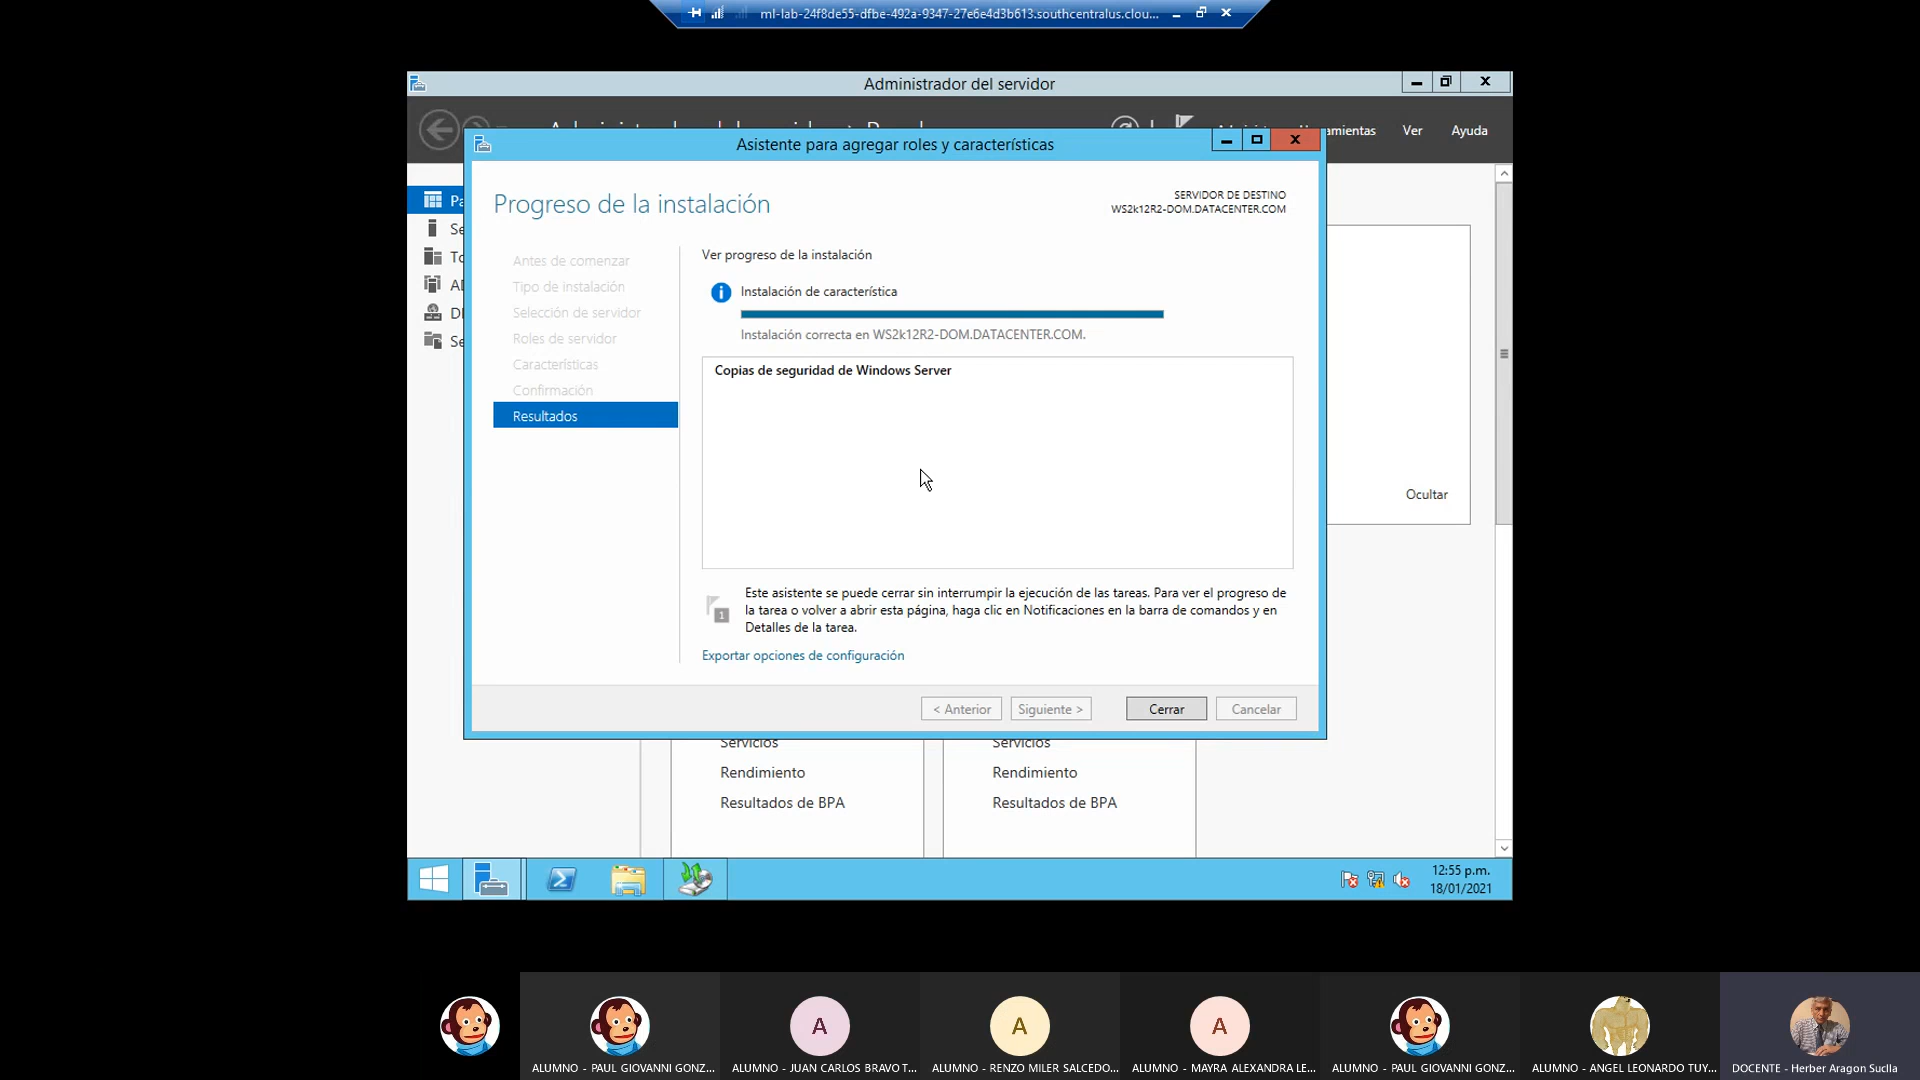 ml-lab-24f8de55-dfbe-492a-9347-27e6e4d3b613.southcentralus.clou...
Administrador del servidor
amientas
Ver
Ayuda
Asistente para agregar roles y características
Progreso de la instalación
SERVIDOR DE DESTINO
WS2k12R2-DOM.DATACENTER.COM
Pa
Se
To
AD
Se
Antes de comenzar
Tipo de instalación
Selección de servidor
Roles de servidor
Características
Confirmación
Resultados
Ver progreso de la instalación
Instalación de característica
Instalación correcta en WS2k12R2-DOM.DATACENTER.COM.
Copias de seguridad de Windows Server
Ocultar
1
Este asistente se puede cerrar sin interrumpir la ejecución de las tareas. Para ver el progreso de
la tarea o volver a abrir esta página, haga clic en Notificaciones en la barra de comandos y en
Detalles de la tarea.
Exportar opciones de configuración
< Anterior
Siguiente >
Cerrar
Cancelar
Servicios
Rendimiento
Resultados de BPA
Servicios
Rendimiento
Resultados de BPA
12:55 p.m.
18/01/2021
A
A
A
ALUMNO - PAUL GIOVANNI GONZ...
ALUMNO - JUAN CARLOS BRAVO T...
ALUMNO - RENZO MILER SALCEDO...
ALUMNO - MAYRA ALEXANDRA LE...
ALUMNO - PAUL GIOVANNI GONZ...
ALUMNO - ANGEL LEONARDO TUY...
DOCENTE - Herber Aragon Suclla